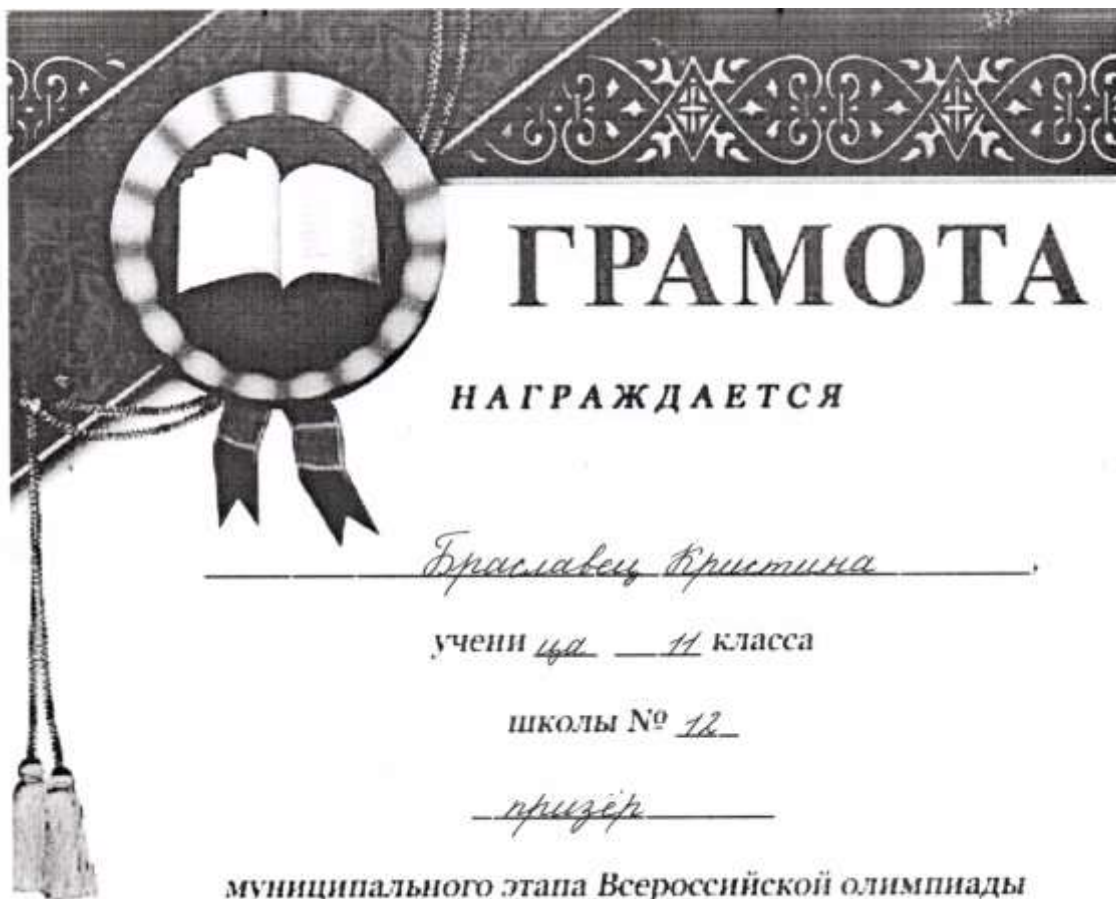 ГРАМОТА
НАГРАЖДАЕТСЯ
Браславец Кристина,
учени ца 11 класса
школы № 12
призёр
муниципального этапа Всероссийской олимпиады